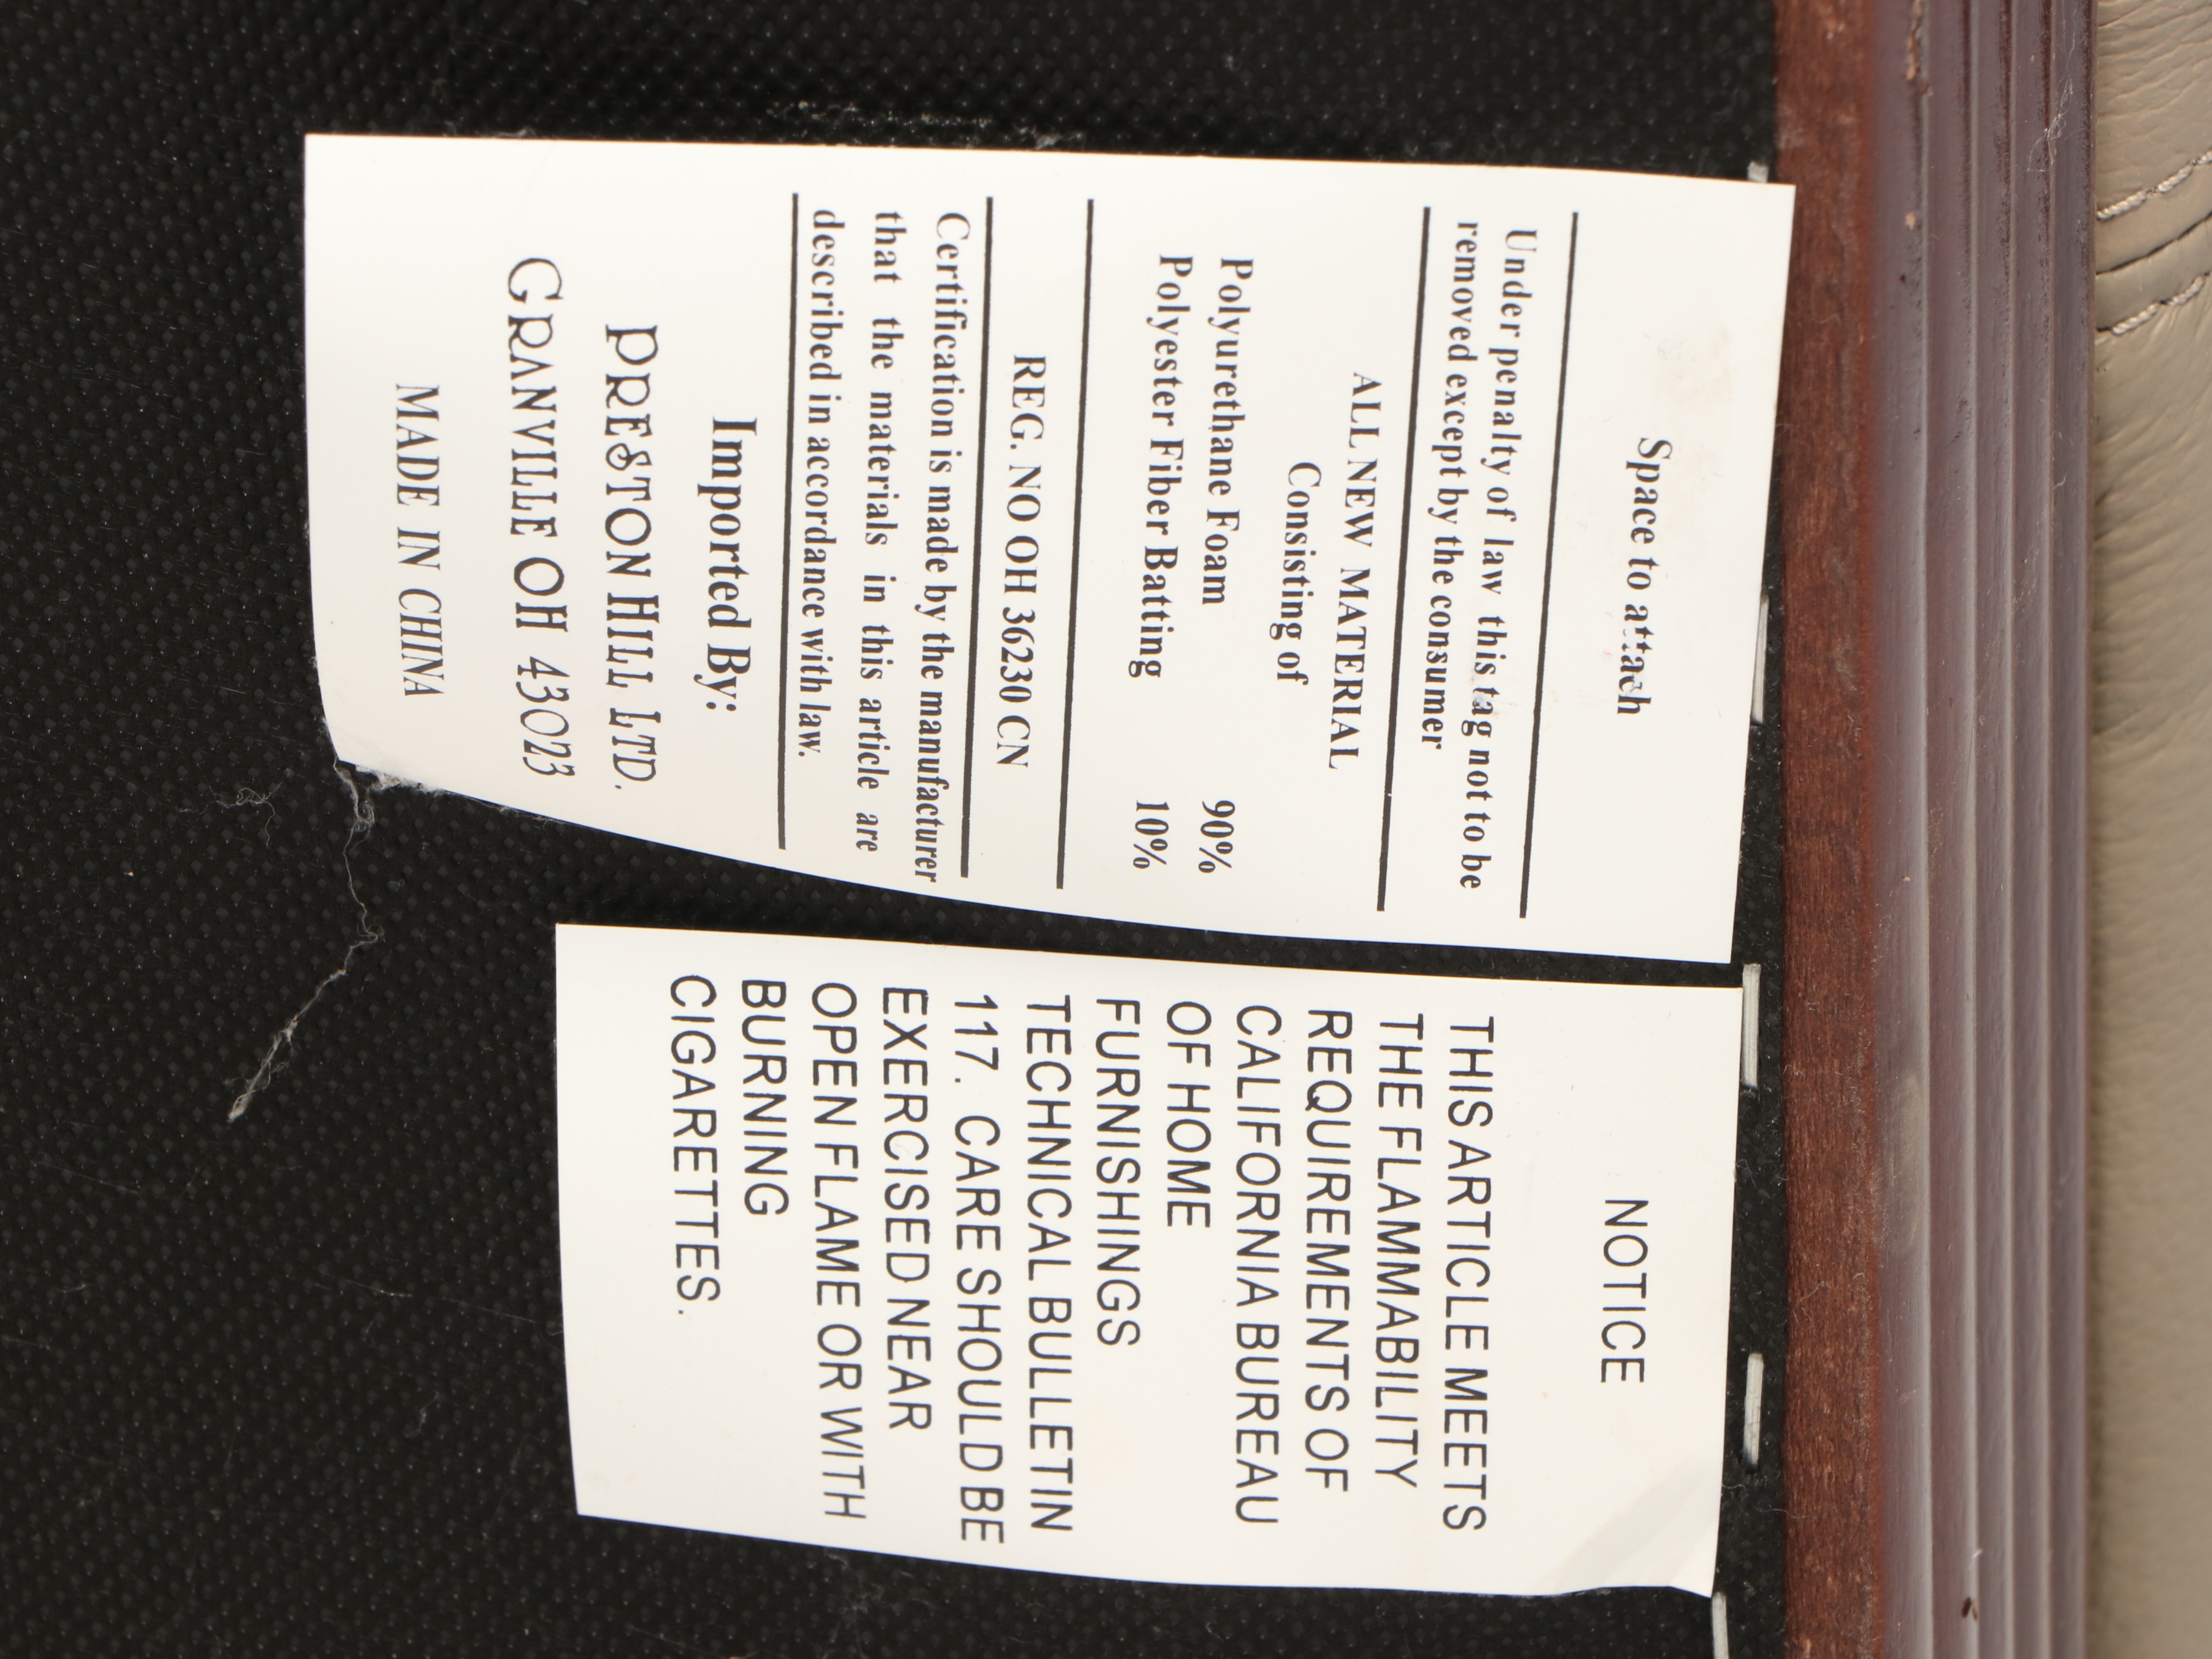 Space to attach
Under penalty of law this tag not to be
removed except by the consumer
ALL NEW MATERIAL
Consisting of
Polyurethane Foam 90%
Polyester Fiber Batting 10%
REG. NO OH 36230 CN
Certification is made by the manufacturer
that the materials in this article are
described in accordance with law.
Imported By:
PRESTON HILL LTD.
GRANVILLE OH 43023
MADE IN CHINA
NOTICE
THIS ARTICLE MEETS
THE FLAMMABILITY
REQUIREMENTS OF
CALIFORNIA BUREAU
OF HOME
FURNISHINGS
TECHNICAL BULLETIN
117. CARE SHOULD BE
EXERCISED NEAR
OPEN FLAME OR WITH
BURNING
CIGARETTES.